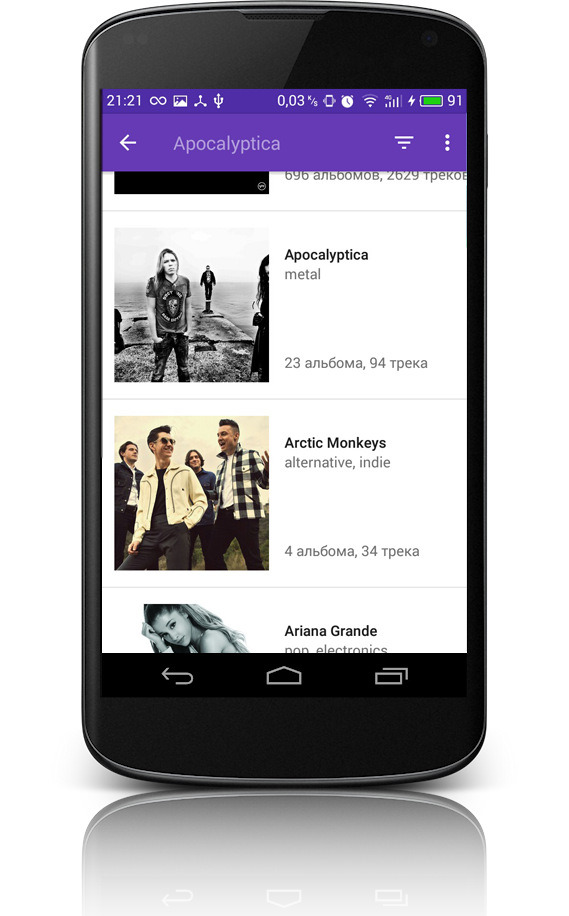 21:21 0,03 K/s 4G 91
Apocalyptica
696 альбомов, 2629 треков
Apocalyptica
metal
23 альбома, 94 трека
Arctic Monkeys
alternative, indie
4 альбома, 34 трека
Ariana Grande
pop, electronics